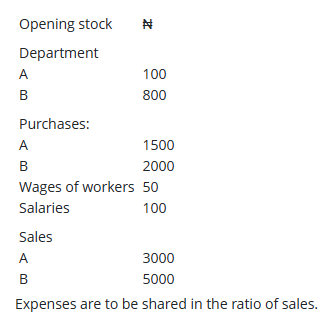 Opening stock ₦
Department
A 100
B 800
Purchases:
A 1500
B 2000
Wages of workers 50
Salaries 100
Sales
A 3000
B 5000
Expenses are to be shared in the ratio of sales.